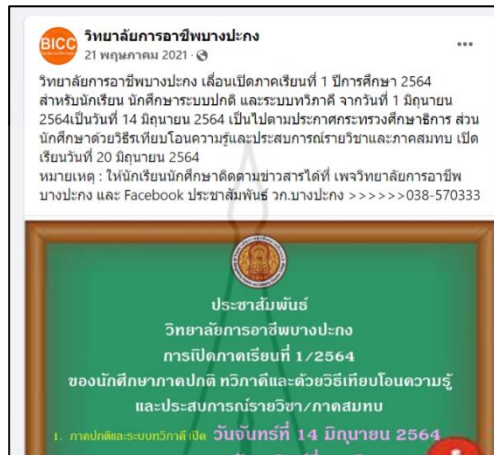 BICC
วิทยาลัยการอาชีพบางปะกง
21 พฤษภาคม 2021
วิทยาลัยการอาชีพบางปะกง เลื่อนเปิดภาคเรียนที่ 1 ปีการศึกษา 2564
สำหรับนักเรียน นักศึกษาระบบปกติ และระบบทวิภาคี จากวันที่ 1 มิถุนายน
2564เป็นวันที่ 14 มิถุนายน 2564 เป็นไปตามประกาศกระทรวงศึกษาธิการ ส่วน
นักศึกษาด้วยวิธีรเทียบโอนความรู้และประสบการณ์รายวิชาและภาคสมทบ เปิด
เรียนวันที่ 20 มิถุนายน 2564
หมายเหตุ : ให้นักเรียนนักศึกษาติดตามข่าวสารได้ที่ เพจวิทยาลัยการอาชีพ
บางปะกง และ Facebook ประชาสัมพันธ์ วก.บางปะกง >>>>>>038-570333
ประชาสัมพันธ์
วิทยาลัยการอาชีพบางปะกง
การเปิดภาคเรียนที่ 1/2564
ของนักศึกษาภาคปกติ ทวิภาคีและด้วยวิธีเทียบโอนความรู้
และประสบการณ์รายวิชา/ภาคสมทบ
1. ภาคปกติและระบบทวิภาคี เปิด วันจันทร์ที่ 14 มิถุนายน 2564